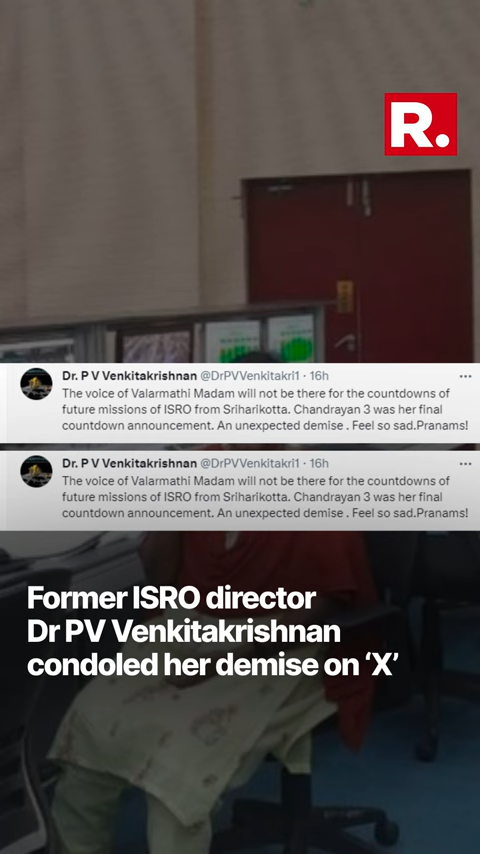 R.
Dr. P V Venkitakrishnan @DrPVVenkitakri1 · 16h ...
The voice of Valarmathi Madam will not be there for the countdowns of
future missions of ISRO from Sriharikotta. Chandrayan 3 was her final
countdown announcement. An unexpected demise . Feel so sad.Pranams!
Dr. P V Venkitakrishnan @DrPVVenkitakri1 · 16h ...
The voice of Valarmathi Madam will not be there for the countdowns of
future missions of ISRO from Sriharikotta. Chandrayan 3 was her final
countdown announcement. An unexpected demise . Feel so sad.Pranams!
Former ISRO director
Dr PV Venkitakrishnan
condoled her demise on ‘X’